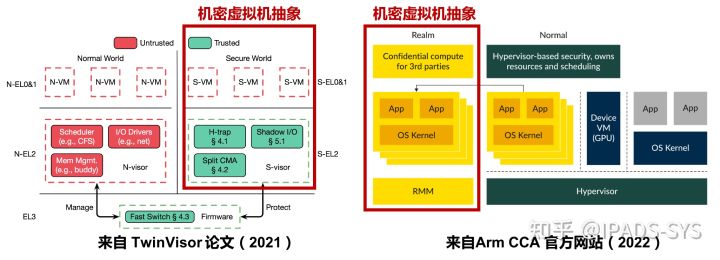 机密虚拟机抽象
机密虚拟机抽象
Untrusted
Trusted
Normal World
Secure World
N-EL0&1
N-VM
N-VM
N-VM
S-VM
S-VM
S-VM
S-EL0&1
Scheduler
(e.g., CFS)
I/O Drivers
(e.g., net)
Mem Mgmt.
(e.g., buddy)
N-visor
N-EL2
H-trap
§ 4.1
Shadow I/O
§ 5.1
Split CMA
§ 4.2
S-visor
S-EL2
Manage
Protect
EL3
Fast Switch § 4.3
Firmware
来自 TwinVisor 论文（2021）
Realm
Normal
Confidential compute
for 3rd parties
Hypervisor-based security, owns
resources and scheduling
App
App
OS Kernel
App
App
OS Kernel
Device
VM
(GPU)
App
App
OS Kernel
RMM
Hypervisor
知乎 @IPADS-SYS
来自Arm CCA 官方网站（2022）